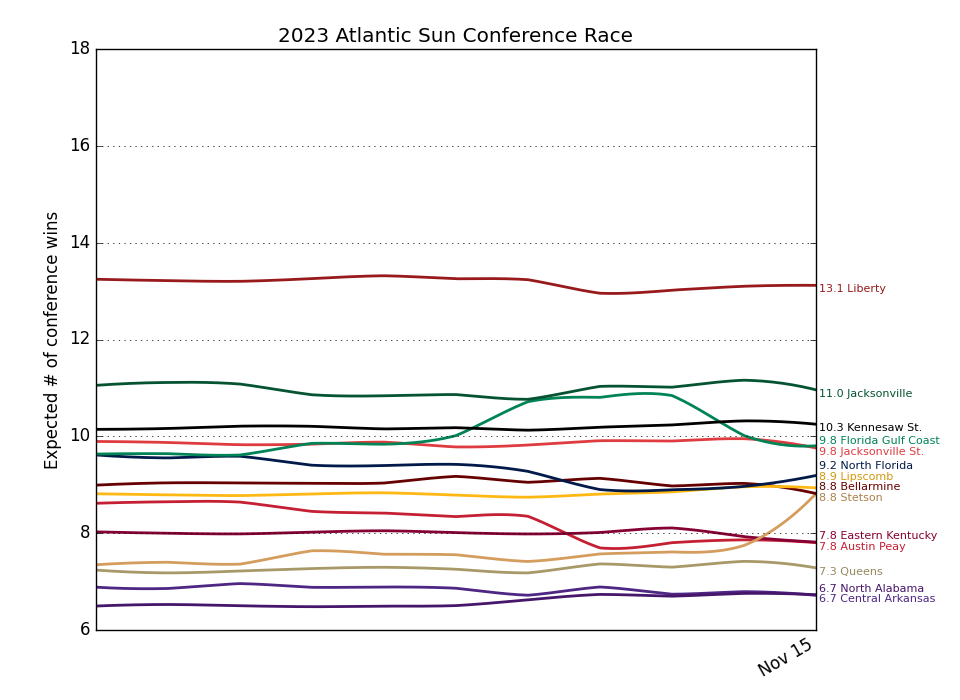 2023 Atlantic Sun Conference Race
Expected # of conference wins
18
16
14
12
10
8
6
13.1 Liberty
11.0 Jacksonville
10.3 Kennesaw St.
9.8 Florida Gulf Coast
9.8 Jacksonville St.
9.2 North Florida
8.9 Lipscomb
8.8 Bellarmine
8.8 Stetson
7.8 Eastern Kentucky
7.8 Austin Peay
7.3 Queens
6.7 North Alabama
6.7 Central Arkansas
Nov 15